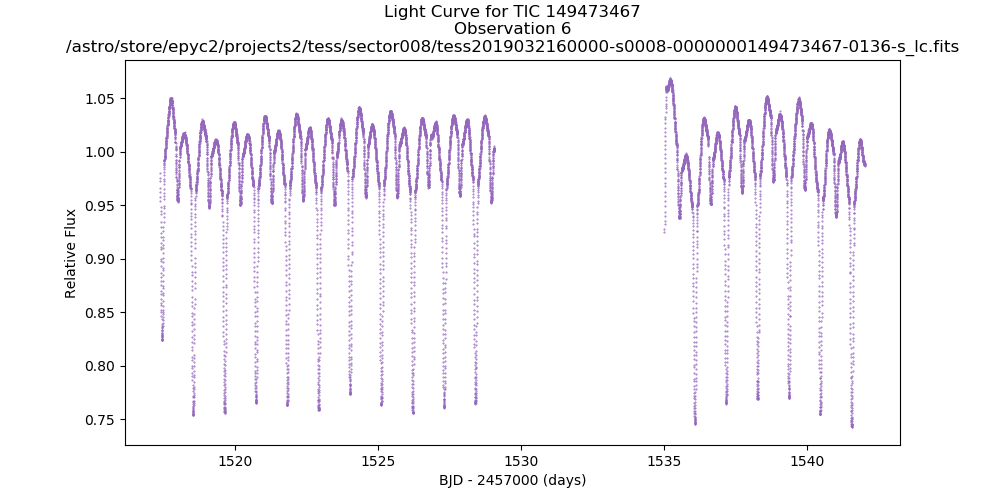 Light Curve for TIC 149473467
Observation 6
/astro/store/epyc2/projects2/tess/sector008/tess2019032160000-s0008-0000000149473467-0136-s_lc.fits
Relative Flux
1.05
1.00
0.95
0.90
0.85
0.80
0.75
1520 1525 1530 1535 1540
BJD - 2457000 (days)